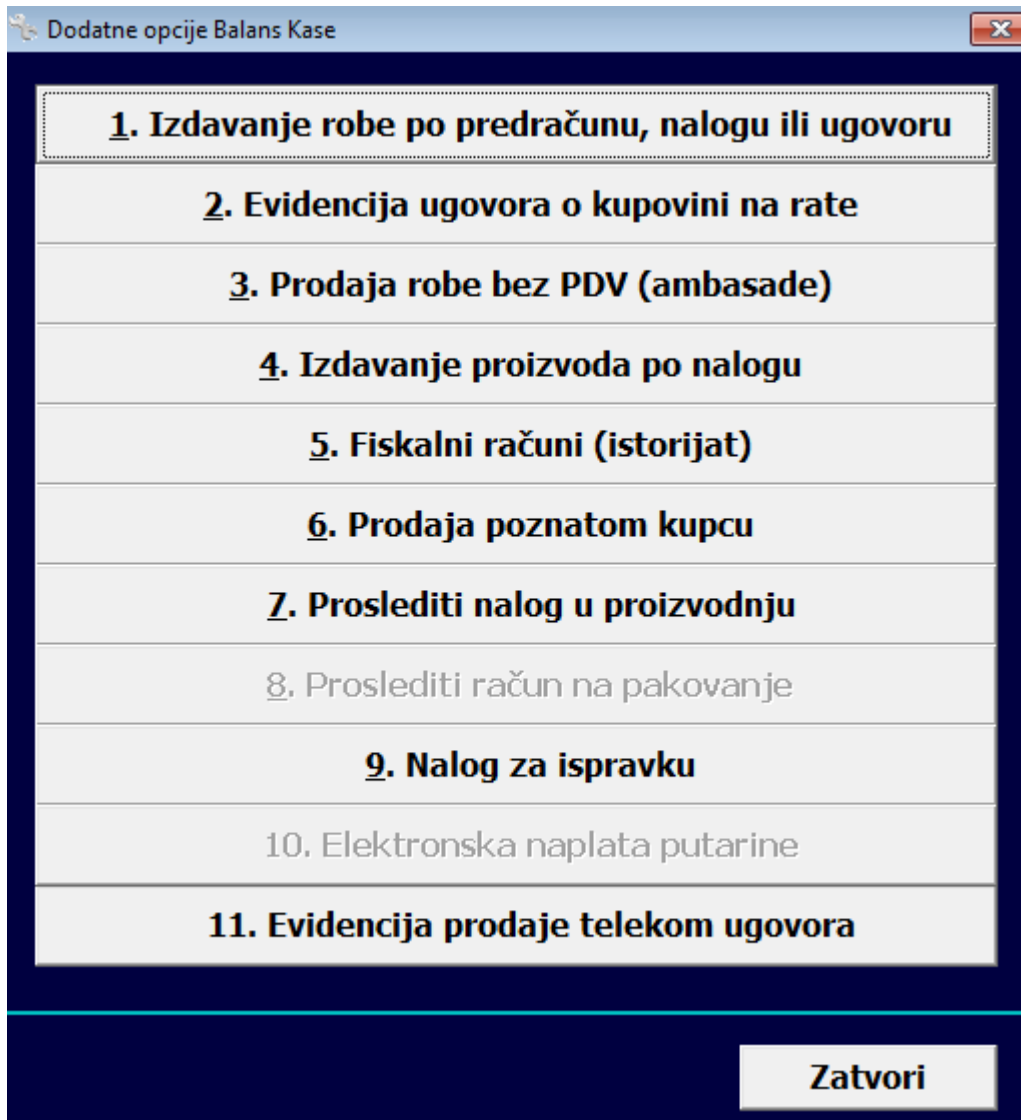 Dodatne opcije Balans Kase
1. Izdavanje robe po predračunu, nalogu ili ugovoru
2. Evidencija ugovora o kupovini na rate
3. Prodaja robe bez PDV (ambasade)
4. Izdavanje proizvoda po nalogu
5. Fiskalni računi (istorijat)
6. Prodaja poznatom kupcu
7. Proslediti nalog u proizvodnju
8. Proslediti račun na pakovanje
9. Nalog za ispravku
10. Elektronska naplata putarine
11. Evidencija prodaje telekom ugovora
Zatvori